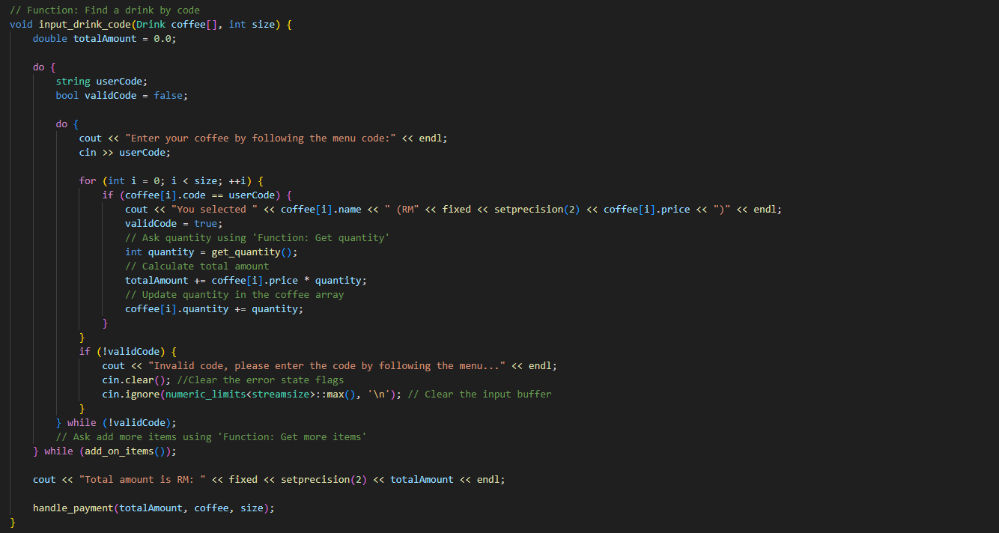 // Function: Find a drink by code
void input_drink_code(Drink coffee[], int size) {
    double totalAmount = 0.0;

    do {
        string userCode;
        bool validCode = false;

        do {
            cout << "Enter your coffee by following the menu code:" << endl;
            cin >> userCode;

            for (int i = 0; i < size; ++i) {
                if (coffee[i].code == userCode) {
                    cout << "You selected " << coffee[i].name << " (RM" << fixed << setprecision(2) << coffee[i].price << ")" << endl;
                    validCode = true;
                    // Ask quantity using 'Function: Get quantity'
                    int quantity = get_quantity();
                    // Calculate total amount
                    totalAmount += coffee[i].price * quantity;
                    // Update quantity in the coffee array
                    coffee[i].quantity += quantity;
                }
            }
            if (!validCode) {
                cout << "Invalid code, please enter the code by following the menu..." << endl;
                cin.clear(); //Clear the error state flags
                cin.ignore(numeric_limits<streamsize>::max(), '\n'); // Clear the input buffer
            }
        } while (!validCode);
        // Ask add more items using 'Function: Get more items'
    } while (add_on_items());

    cout << "Total amount is RM: " << fixed << setprecision(2) << totalAmount << endl;

    handle_payment(totalAmount, coffee, size);
}